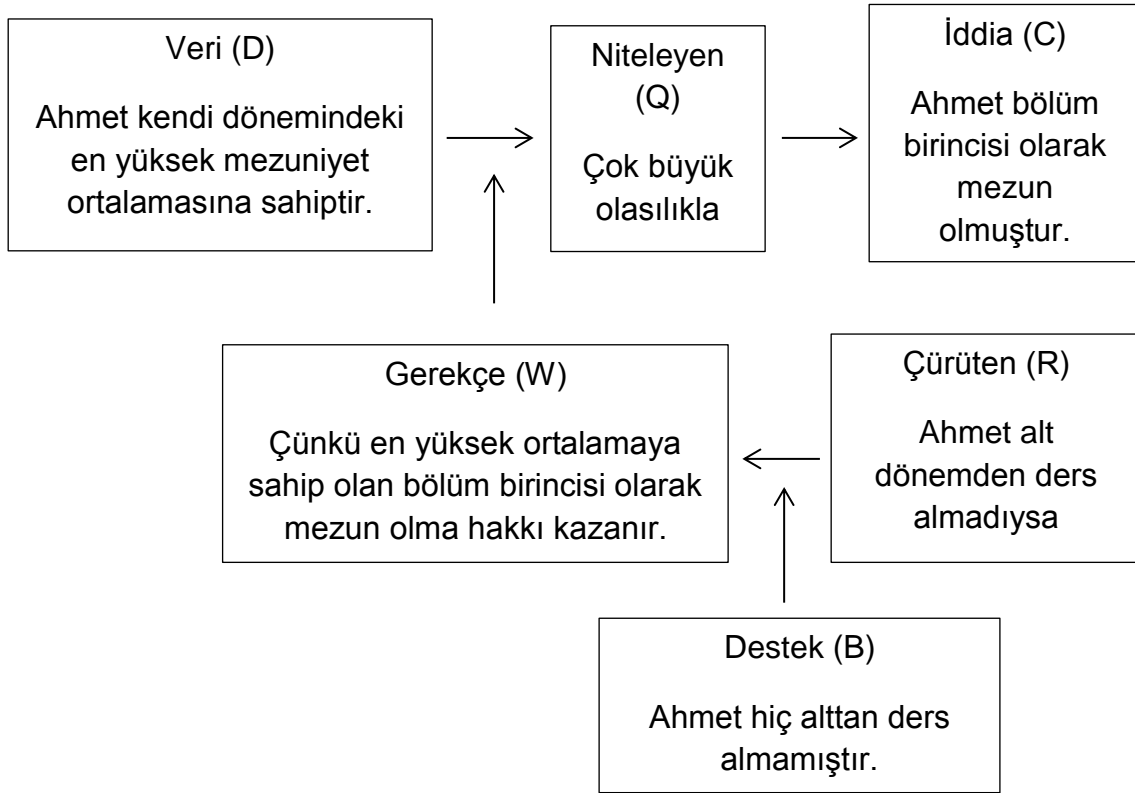 Veri (D)
Ahmet kendi dönemindeki
en yüksek mezuniyet
ortalamasına sahiptir.
Niteleyen
(Q)
Çok büyük
olasılıkla
İddia (C)
Ahmet bölüm
birincisi olarak
mezun
olmuştur.
Gerekçe (W)
Çünkü en yüksek ortalamaya
sahip olan bölüm birincisi olarak
mezun olma hakkı kazanır.
Çürüten (R)
Ahmet alt
dönemden ders
almadıysa
Destek (B)
Ahmet hiç alttan ders
almamıştır.